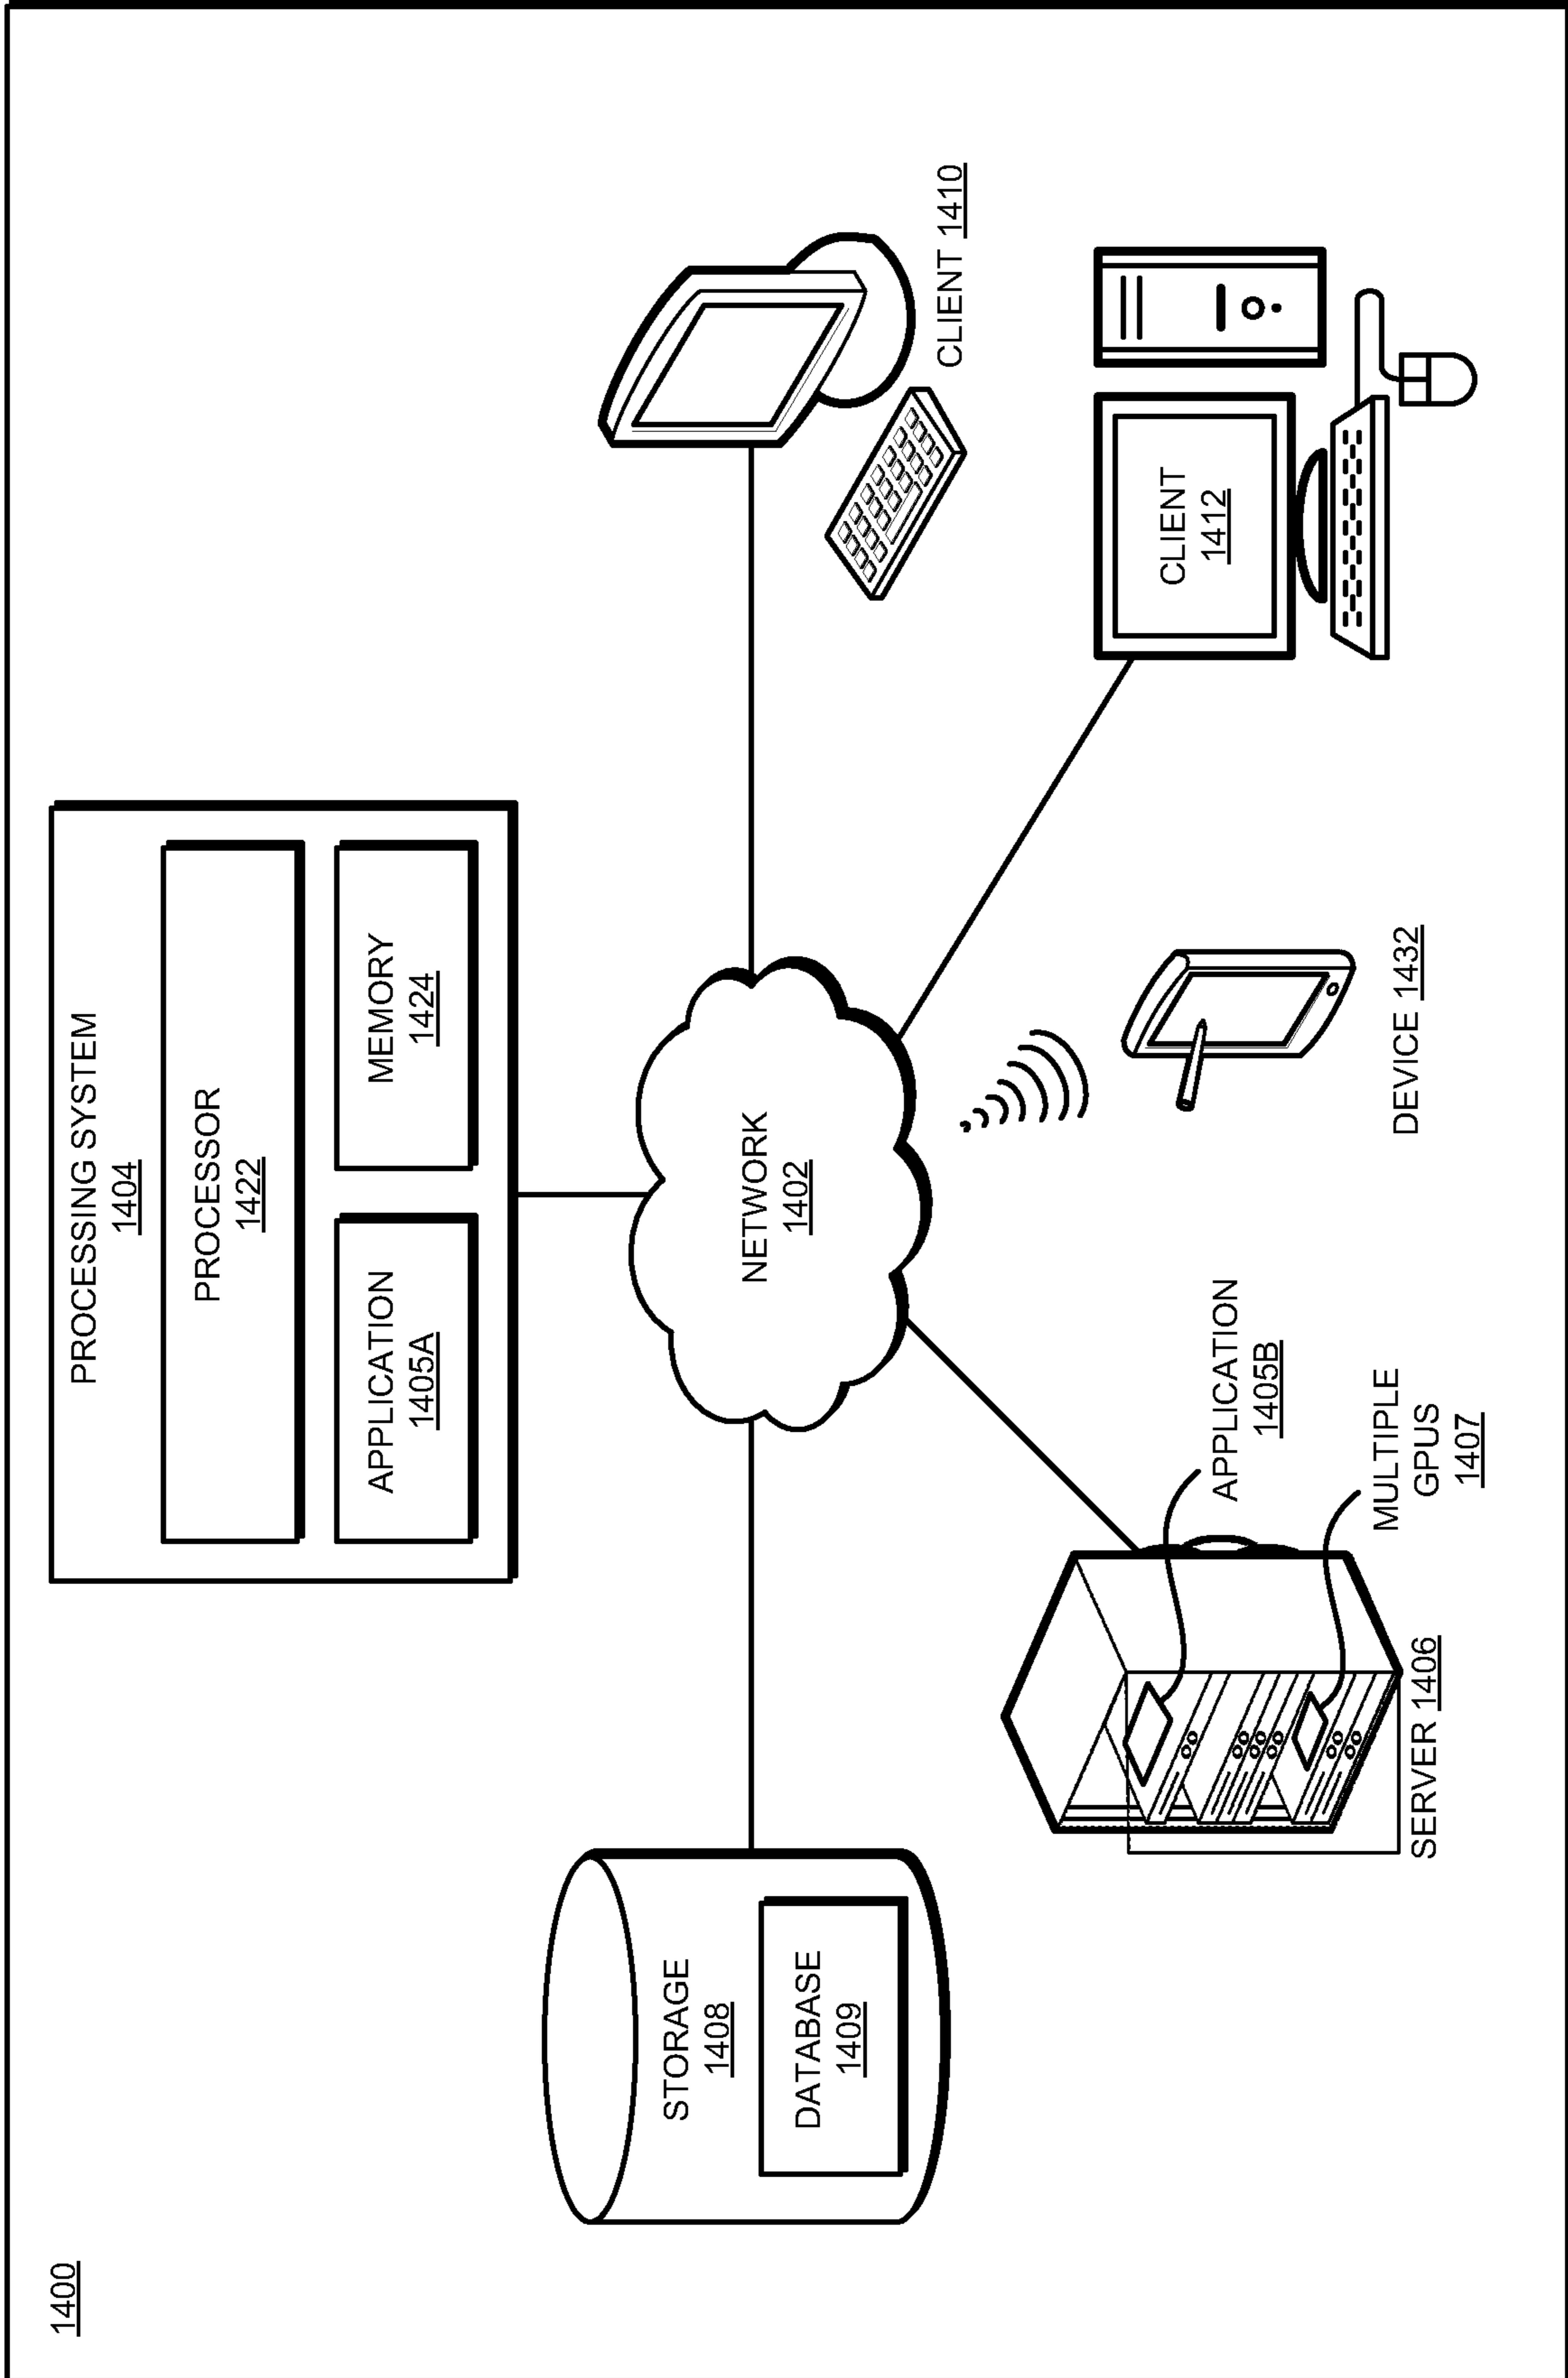 1400
PROCESSING SYSTEM
1404
PROCESSOR
1422
APPLICATION
1405A
MEMORY
1424
STORAGE
1408
DATABASE
1409
NETWORK
1402
CLIENT 1410
CLIENT
1412
APPLICATION
1405B
MULTIPLE
GPUS
1407
SERVER 1406
DEVICE 1432